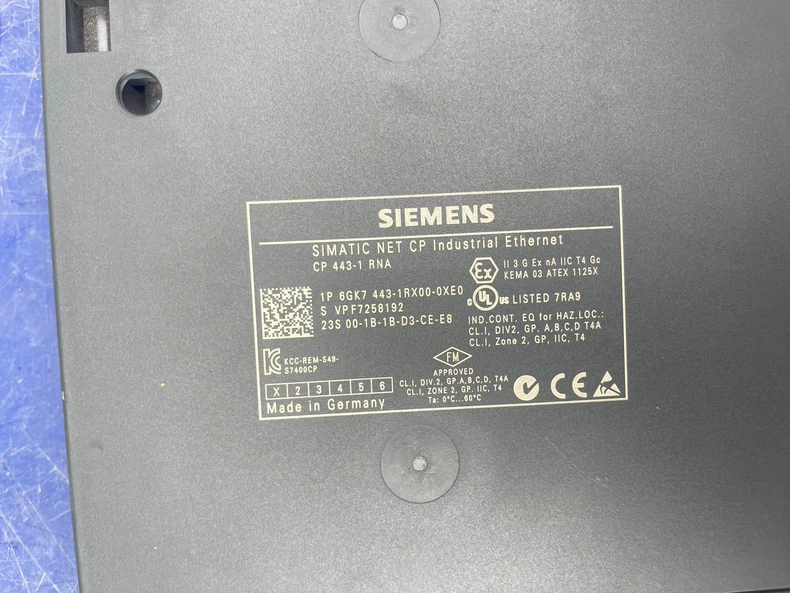 SIEMENS
SIMATIC NET CP Industrial Ethernet
CP 443-1 RNA
Ex
II 3 G Ex nA IIC T4 Gc
KEMA 03 ATEX 1125X
1P 6GK7 443-1RX00-0XE0
S VPF7258192
23S 00-1B-1B-D3-CE-E8
c UL us LISTED 7RA9
IND.CONT. EQ for HAZ.LOC.:
CL.I, DIV2, GP. A,B,C,D T4A
CL.I, Zone 2, GP, IIC, T4
KCC-REM-S49-
S7400CP
FM
APPROVED
CL.I, DIV.2, GP.A,B,C,D, T4A
CL.I, ZONE 2, GP. IIC, T4
Ta: 0°C...60°C
X 2 3 4 5 6
Made in Germany
CE